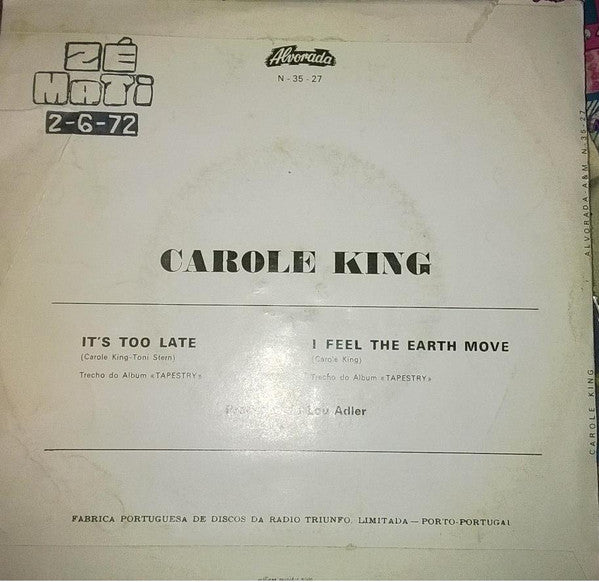 ZÉ
MATI
2-6-72
Alvorada
N - 35 - 27
CAROLE KING
IT'S TOO LATE
(Carole King-Toni Stern)
Trecho do Album «TAPESTRY»
I FEEL THE EARTH MOVE
(Carole King)
Trecho do Album «TAPESTRY»
Lou Adler
FABRICA PORTUGUESA DE DISCOS DA RADIO TRIUNFO, LIMITADA — PORTO-PORTUGAL
CAROLE KING
ALVORADA-A&M N-35-27